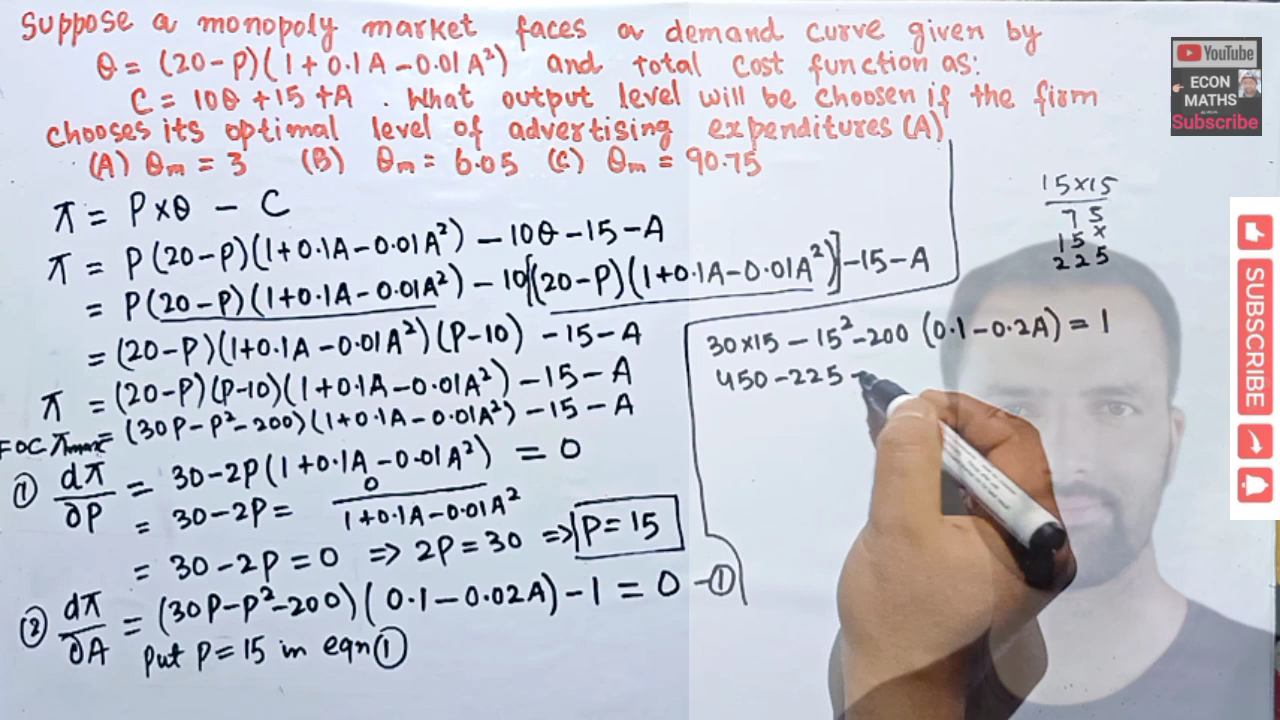 Suppose a monopoly market faces a demand curve given by
θ = (20-P)(1+0.1A-0.01A²) and total cost function as:
C = 10θ+15+A. What output level will be choosen if the firm
chooses its optimal level of advertising expenditures (A)
(A) θm = 3 (B) θm = 6.05 (C) θm = 90.75
π = P×θ - C
π = P(20-P)(1+0.1A-0.01A²) - 10θ-15-A
= P(20-P)(1+0.1A-0.01A²) - 10[(20-P)(1+0.1A-0.01A²)]-15-A
= (20-P)(1+0.1A-0.01A²)(P-10) -15-A
π = (20-P)(P-10)(1+0.1A-0.01A²)-15-A
FOC πmax = (30P-P²-200)(1+0.1A-0.01A²)-15-A
① dπ/∂P = 30-2P(1+0.1A-0.01A²) = 0
= 30-2P = 0/1+0.1A-0.01A²
= 30-2P=0 => 2P=30 => P=15
② dπ/∂A = (30P-P²-200)(0.1-0.02A)-1=0 -①
Put P=15 in eqn①
30×15-15²-200 (0.1-0.2A)=1
450-225-
15×15
75
15×
225
YouTube
ECON
MATHS
Subscribe
SUBSCRIBE